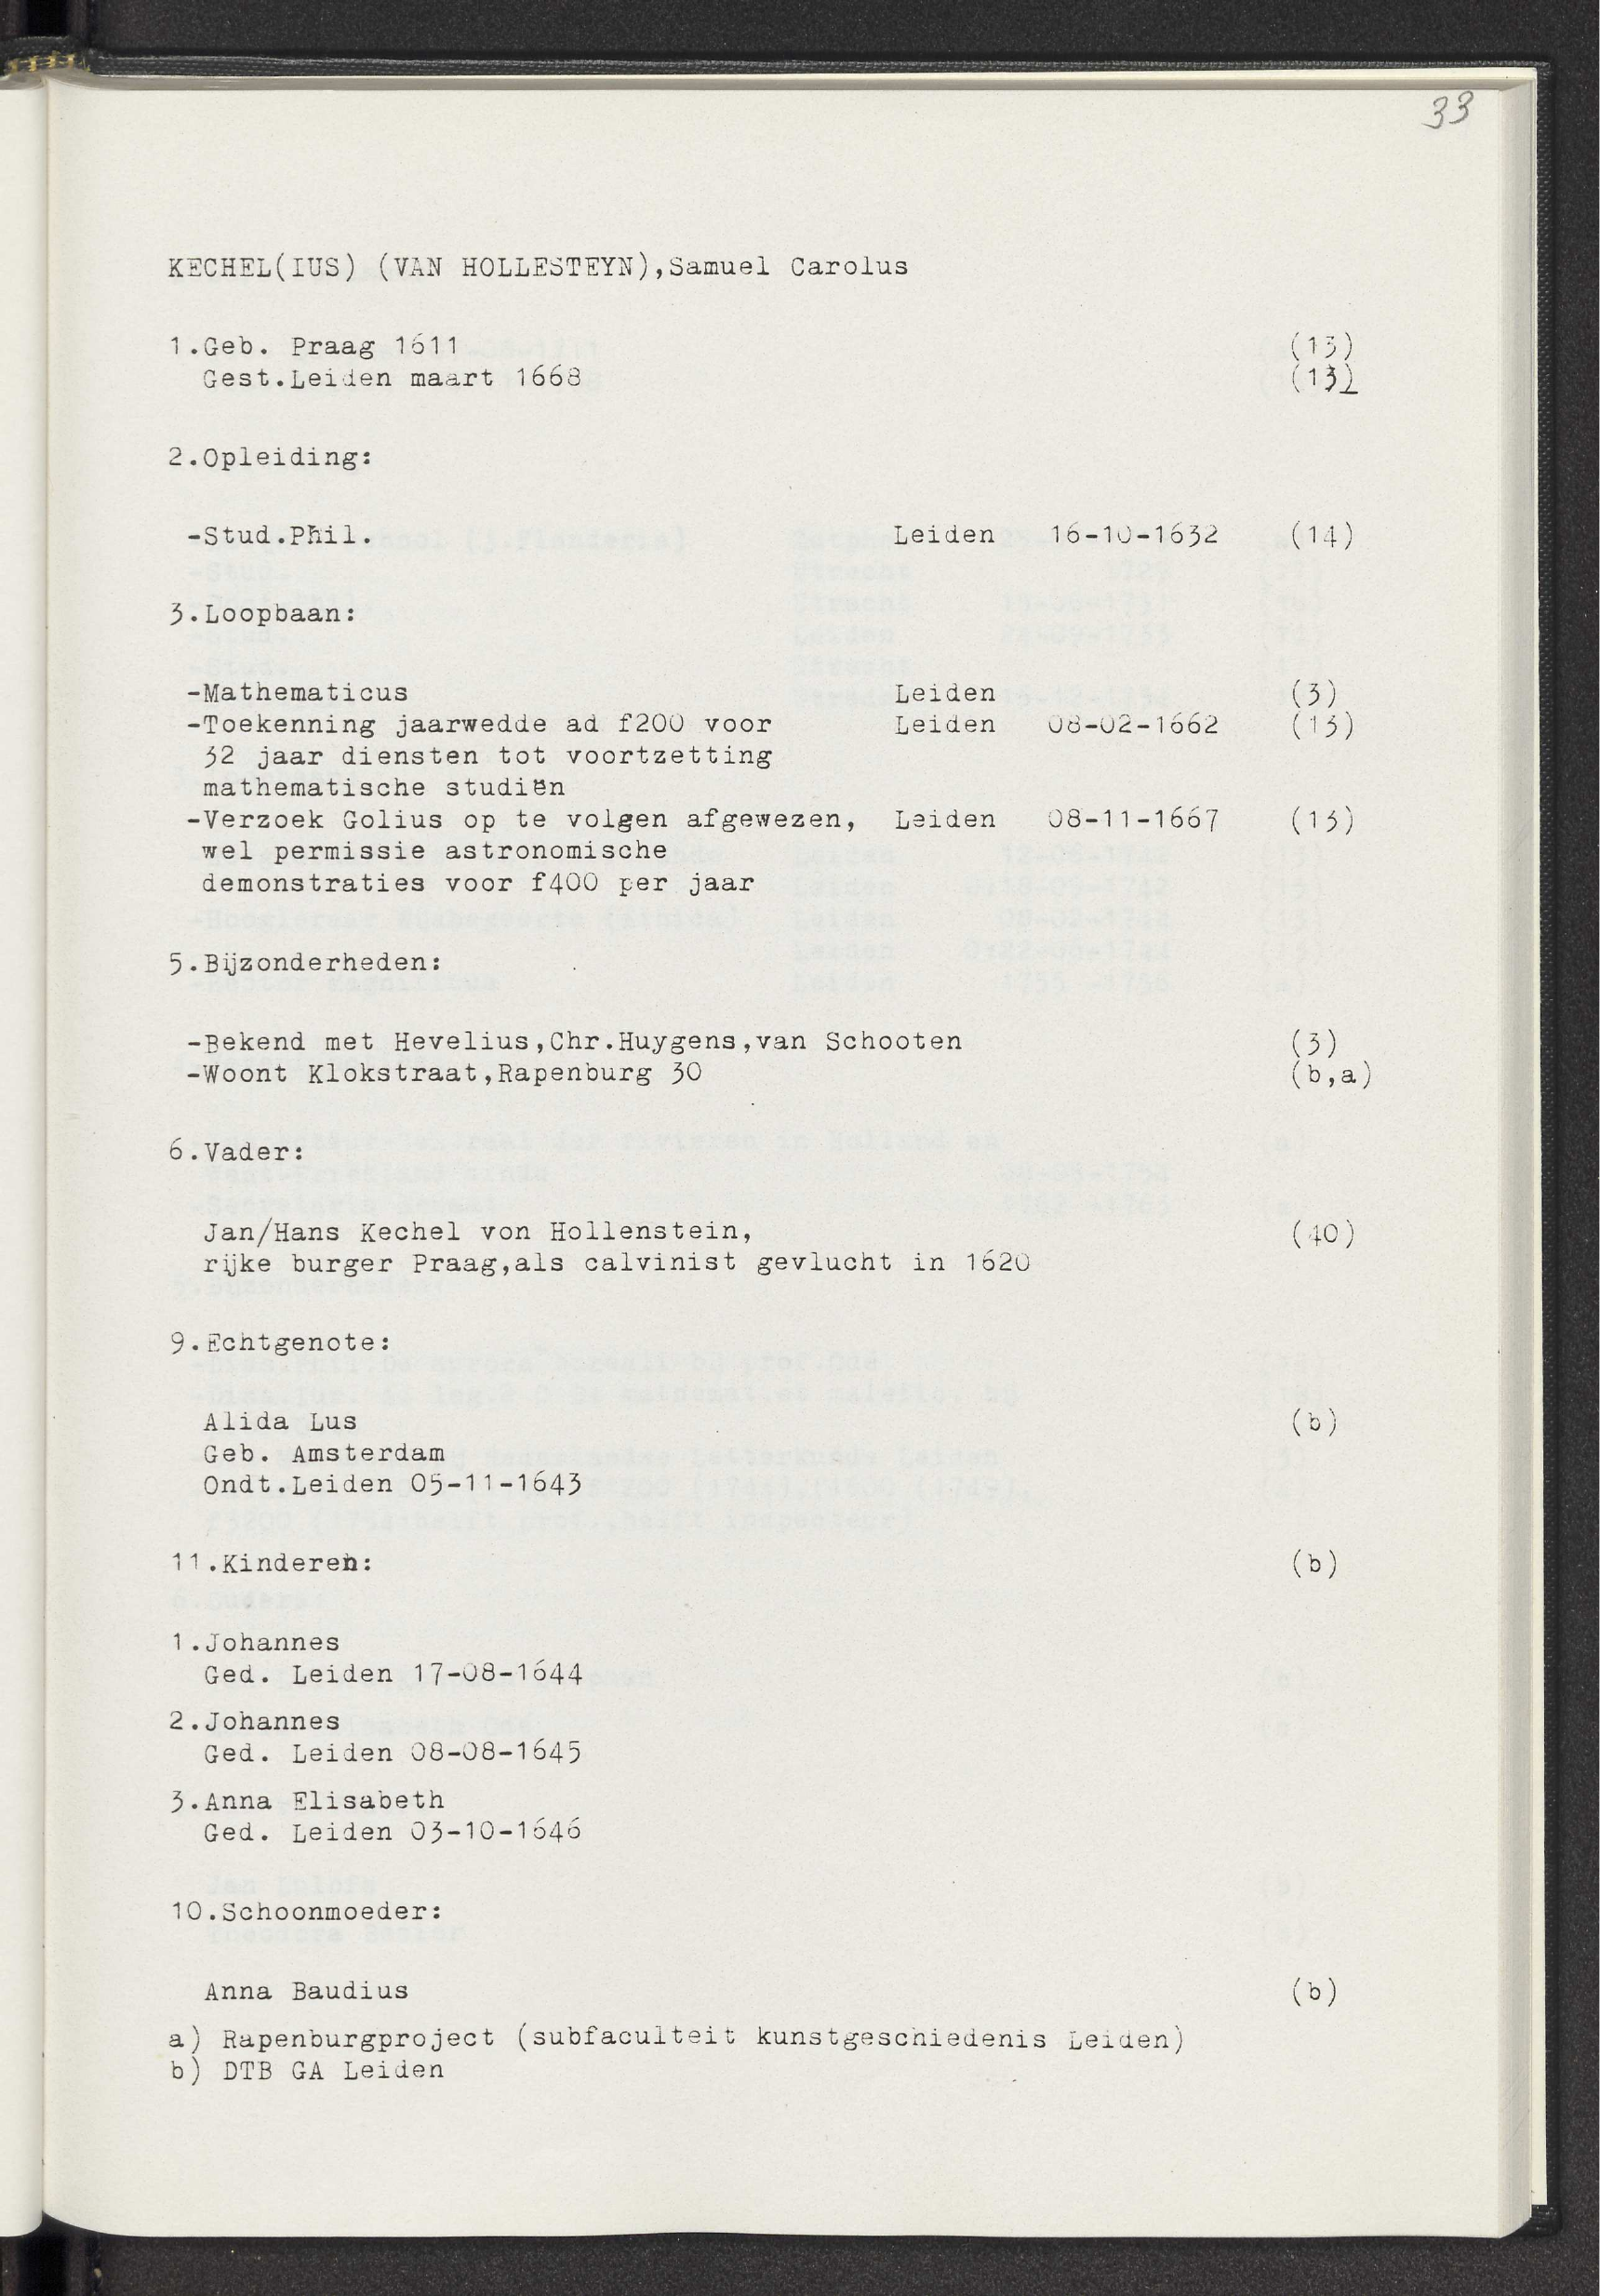 33
KECHEL(IUS) (VAN HOLLESTEYN),Samuel Carolus
1.Geb. Praag 1611 (13)
Gest.Leiden maart 1668 (13)
2.Opleiding:
-Stud.Phil. Leiden 16-10-1632 (14)
3.Loopbaan:
-Mathematicus Leiden (3)
-Toekenning jaarwedde ad f200 voor Leiden 08-02-1662 (13)
32 jaar diensten tot voortzetting
mathematische studiën
-Verzoek Golius op te volgen afgewezen, Leiden 08-11-1667 (13)
wel permissie astronomische
demonstraties voor f400 per jaar
5.Bijzonderheden:
-Bekend met Hevelius,Chr.Huygens,van Schooten (3)
-Woont Klokstraat,Rapenburg 30 (b,a)
6.Vader:
Jan/Hans Kechel von Hollenstein, (40)
rijke burger Praag,als calvinist gevlucht in 1620
9.Echtgenote:
Alida Lus (b)
Geb. Amsterdam
Ondt.Leiden 05-11-1643
11.Kinderen: (b)
1.Johannes
Ged. Leiden 17-08-1644
2.Johannes
Ged. Leiden 08-08-1645
3.Anna Elisabeth
Ged. Leiden 03-10-1646
10.Schoonmoeder:
Anna Baudius (b)
a) Rapenburgproject (subfaculteit kunstgeschiedenis Leiden)
b) DTB GA Leiden